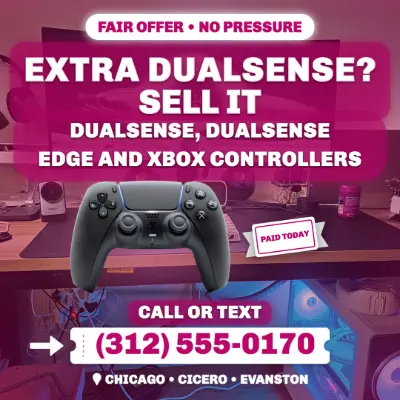 FAIR OFFER • NO PRESSURE
EXTRA DUALSENSE?
SELL IT
DUALSENSE, DUALSENSE
EDGE AND XBOX CONTROLLERS
PAID TODAY
CALL OR TEXT
(312) 555-0170
CHICAGO • CICERO • EVANSTON